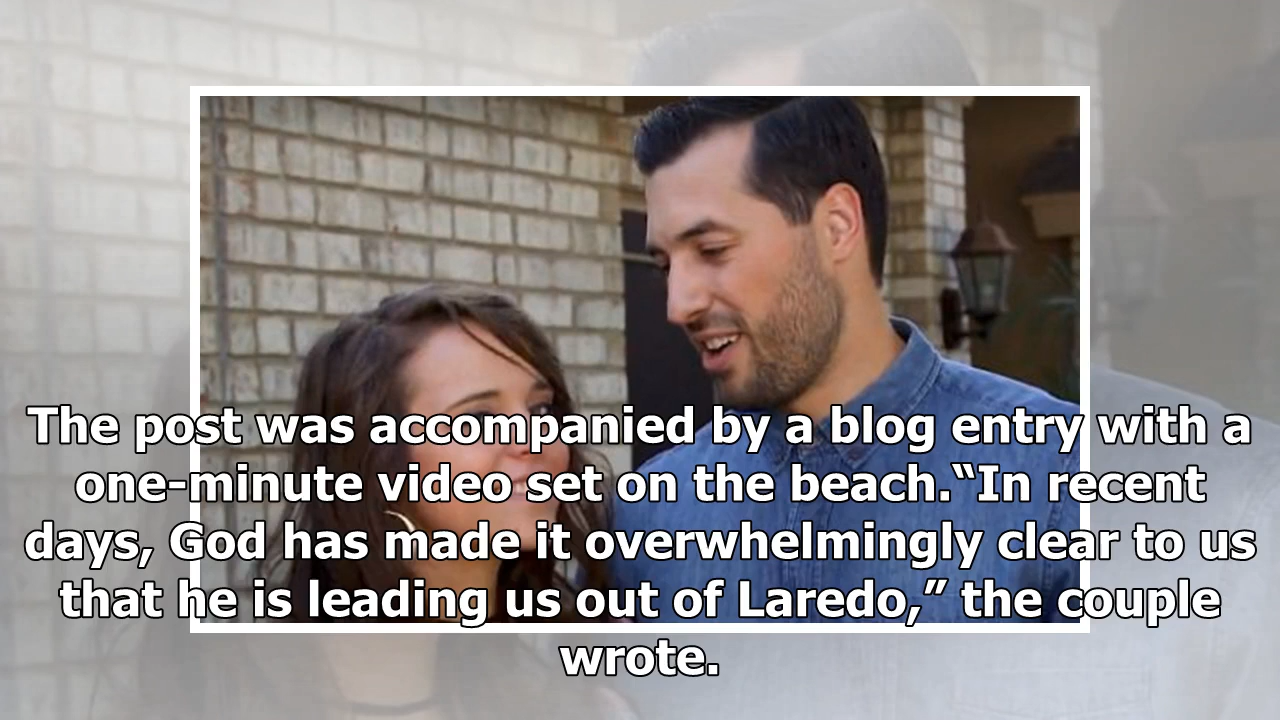 The post was accompanied by a blog entry with a
one-minute video set on the beach.“In recent
days, God has made it overwhelmingly clear to us
that he is leading us out of Laredo,” the couple
wrote.